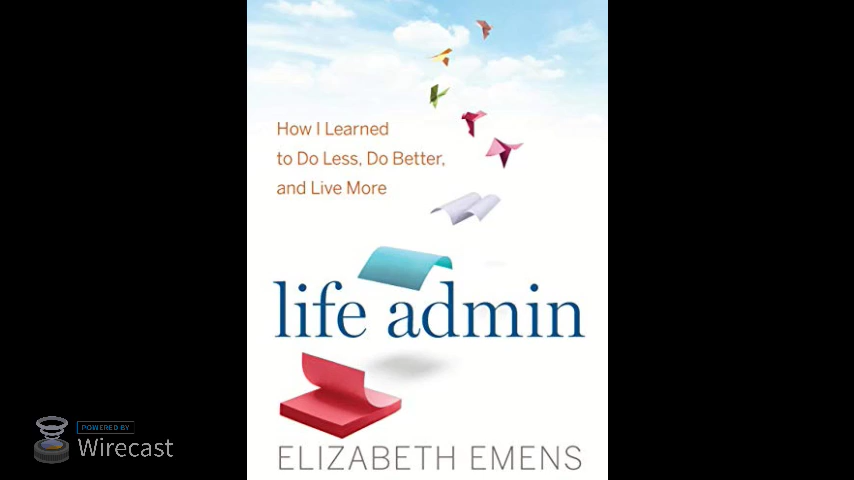 How I Learned
to Do Less, Do Better,
and Live More
life admin
ELIZABETH EMENS
POWERED BY
Wirecast